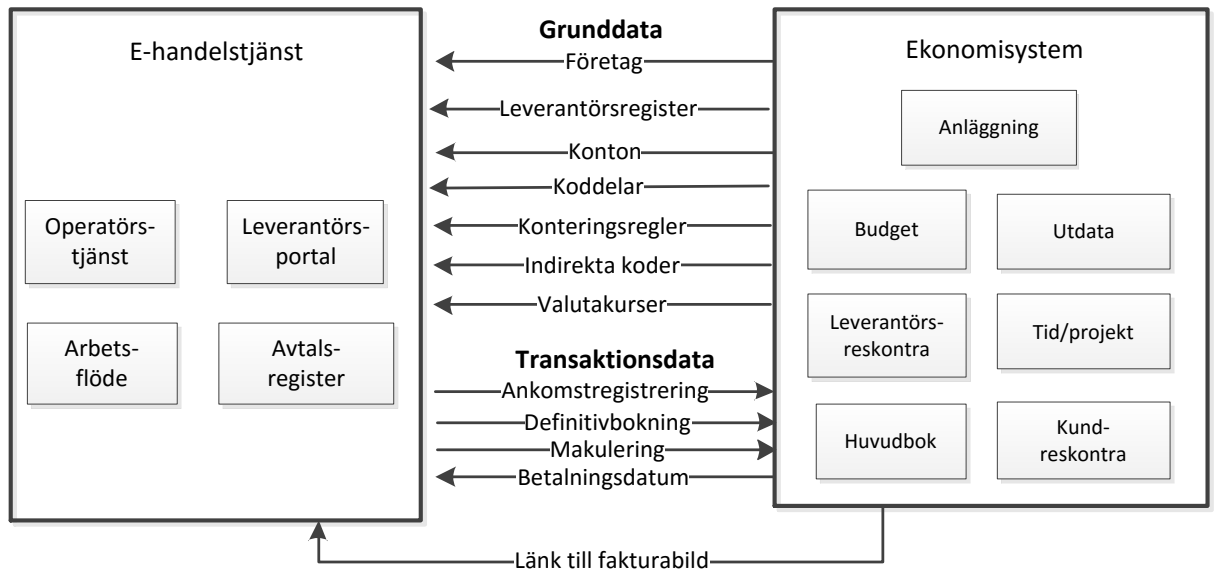 E-handelstjänst
Operatörs-
tjänst
Leverantörs-
portal
Arbets-
flöde
Avtals-
register
Grunddata
Företag
Leverantörsregister
Konton
Koddelar
Konteringsregler
Indirekta koder
Valutakurser
Transaktionsdata
Ankomstregistrering
Definitivbokning
Makulering
Betalningsdatum
Ekonomisystem
Anläggning
Budget
Utdata
Leverantörs-
reskontra
Tid/projekt
Huvudbok
Kund-
reskontra
Länk till fakturabild